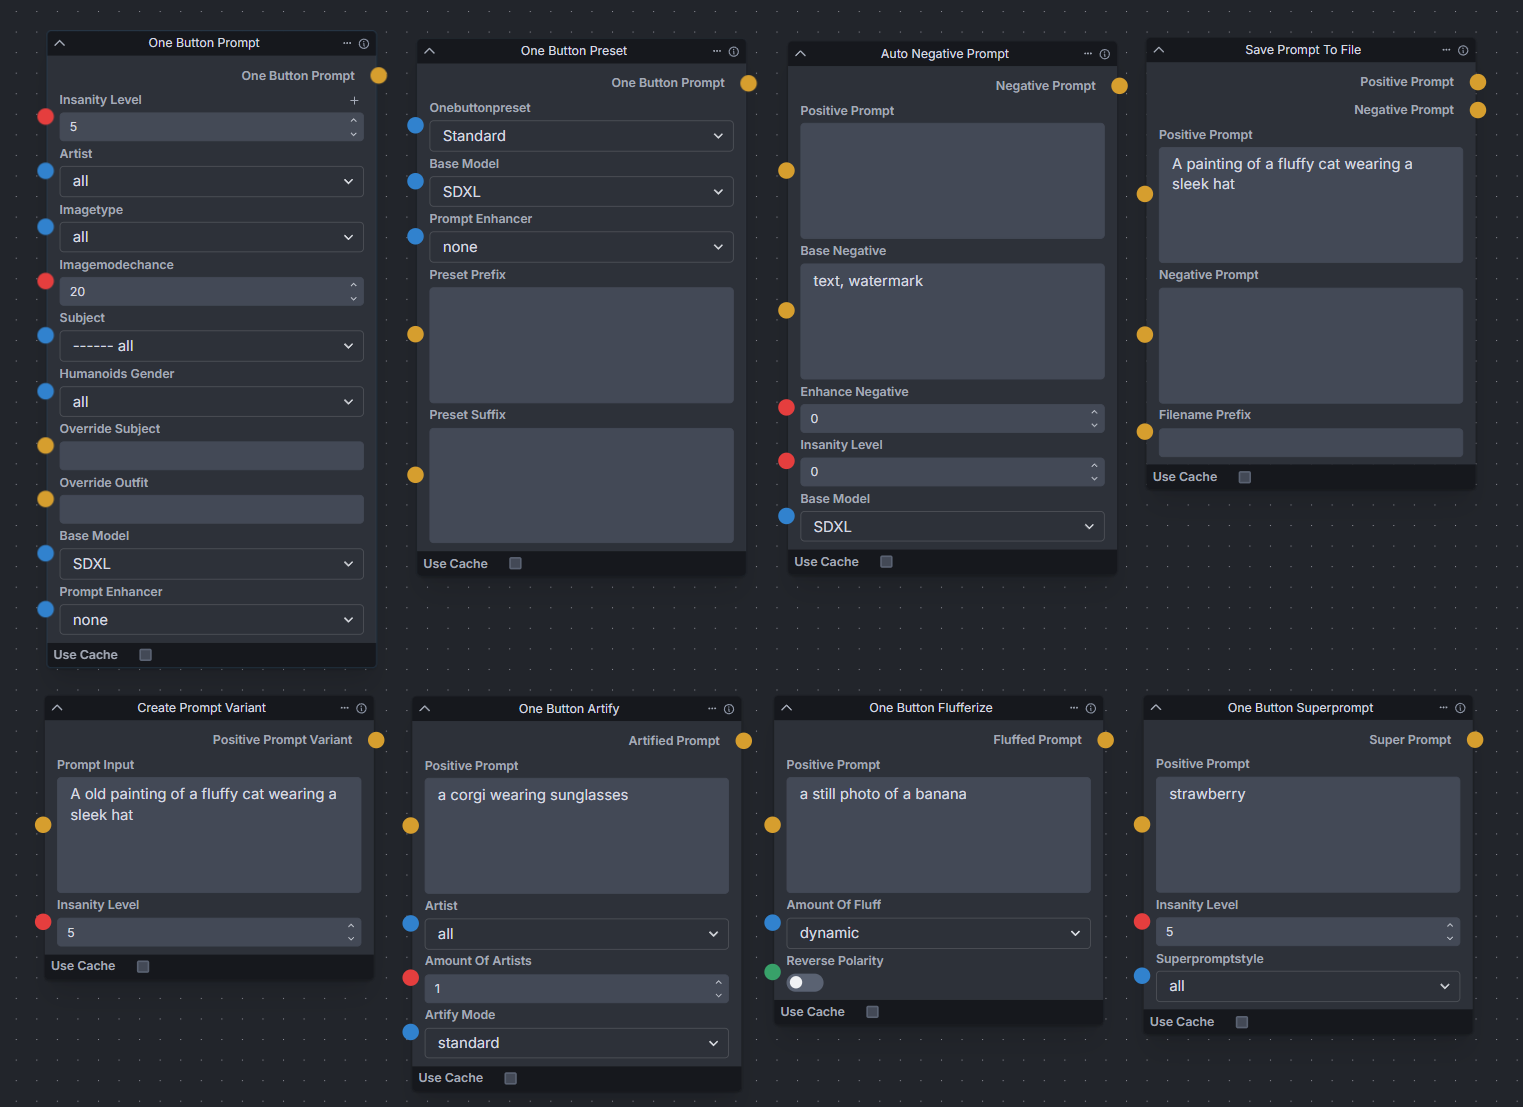 One Button Prompt
One Button Prompt
Insanity Level
5
Artist
all
Imagetype
all
Imagemodechance
20
Subject
------ all
Humanoids Gender
all
Override Subject
Override Outfit
Base Model
SDXL
Prompt Enhancer
none
Use Cache
One Button Preset
One Button Prompt
Onebuttonpreset
Standard
Base Model
SDXL
Prompt Enhancer
none
Preset Prefix
Preset Suffix
Use Cache
Auto Negative Prompt
Negative Prompt
Positive Prompt
Base Negative
text, watermark
Enhance Negative
0
Insanity Level
0
Base Model
SDXL
Use Cache
Save Prompt To File
Positive Prompt
Negative Prompt
Positive Prompt
A painting of a fluffy cat wearing a
sleek hat
Negative Prompt
Filename Prefix
Use Cache
Create Prompt Variant
Positive Prompt Variant
Prompt Input
A old painting of a fluffy cat wearing a
sleek hat
Insanity Level
5
Use Cache
One Button Artify
Artified Prompt
Positive Prompt
a corgi wearing sunglasses
Artist
all
Amount Of Artists
1
Artify Mode
standard
Use Cache
One Button Flufferize
Fluffed Prompt
Positive Prompt
a still photo of a banana
Amount Of Fluff
dynamic
Reverse Polarity
Use Cache
One Button Superprompt
Super Prompt
Positive Prompt
strawberry
Insanity Level
5
Superpromptstyle
all
Use Cache